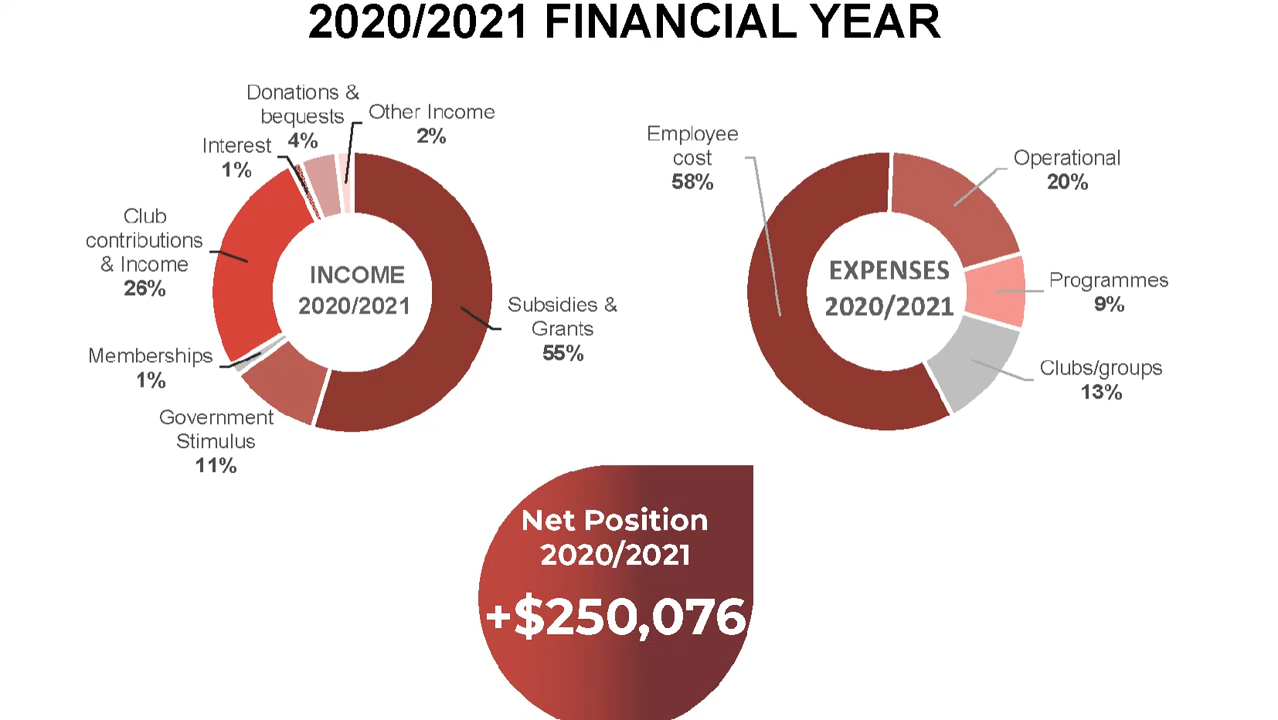 2020/2021 FINANCIAL YEAR
Donations &
bequests
4%
Other Income
2%
Interest
1%
Club
contributions
& Income
26%
INCOME
2020/2021
Subsidies &
Grants
55%
Memberships
1%
Government
Stimulus
11%
Employee
cost
58%
Operational
20%
EXPENSES
2020/2021
Programmes
9%
Clubs/groups
13%
Net Position
2020/2021
+$250,076